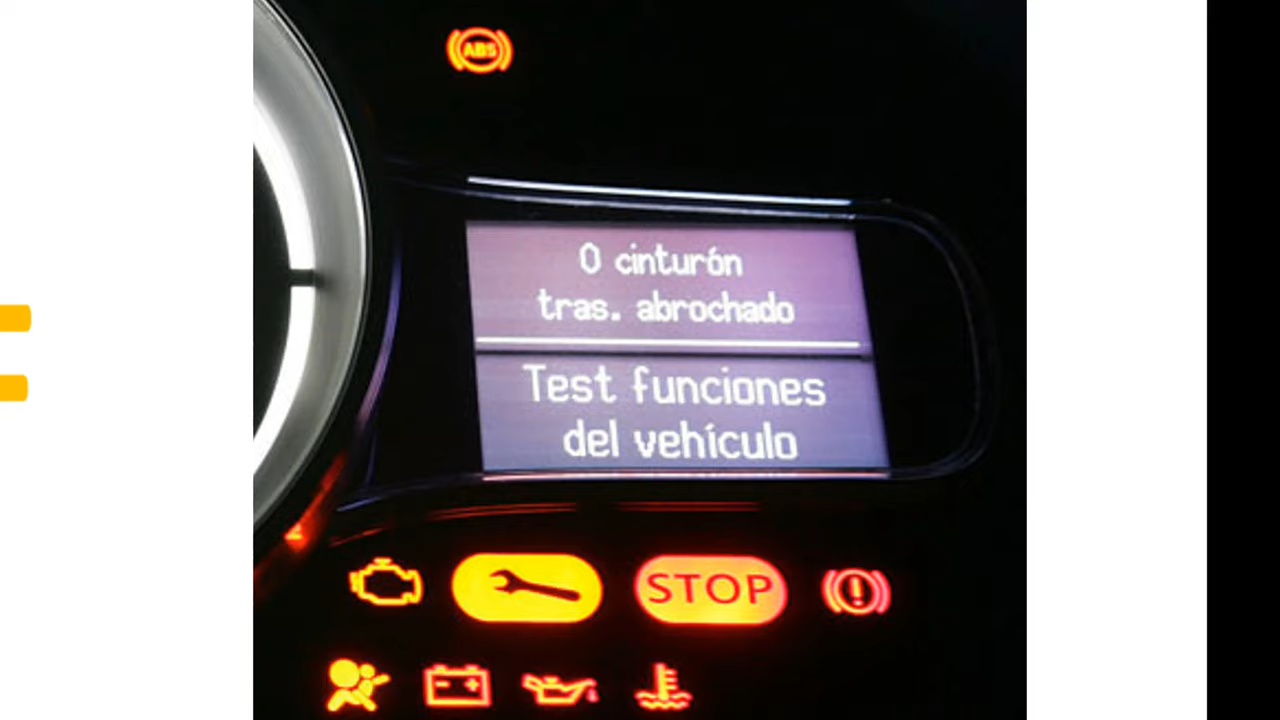 ABS
0 cinturón
tras. abrochado
Test funciones
del vehículo
STOP